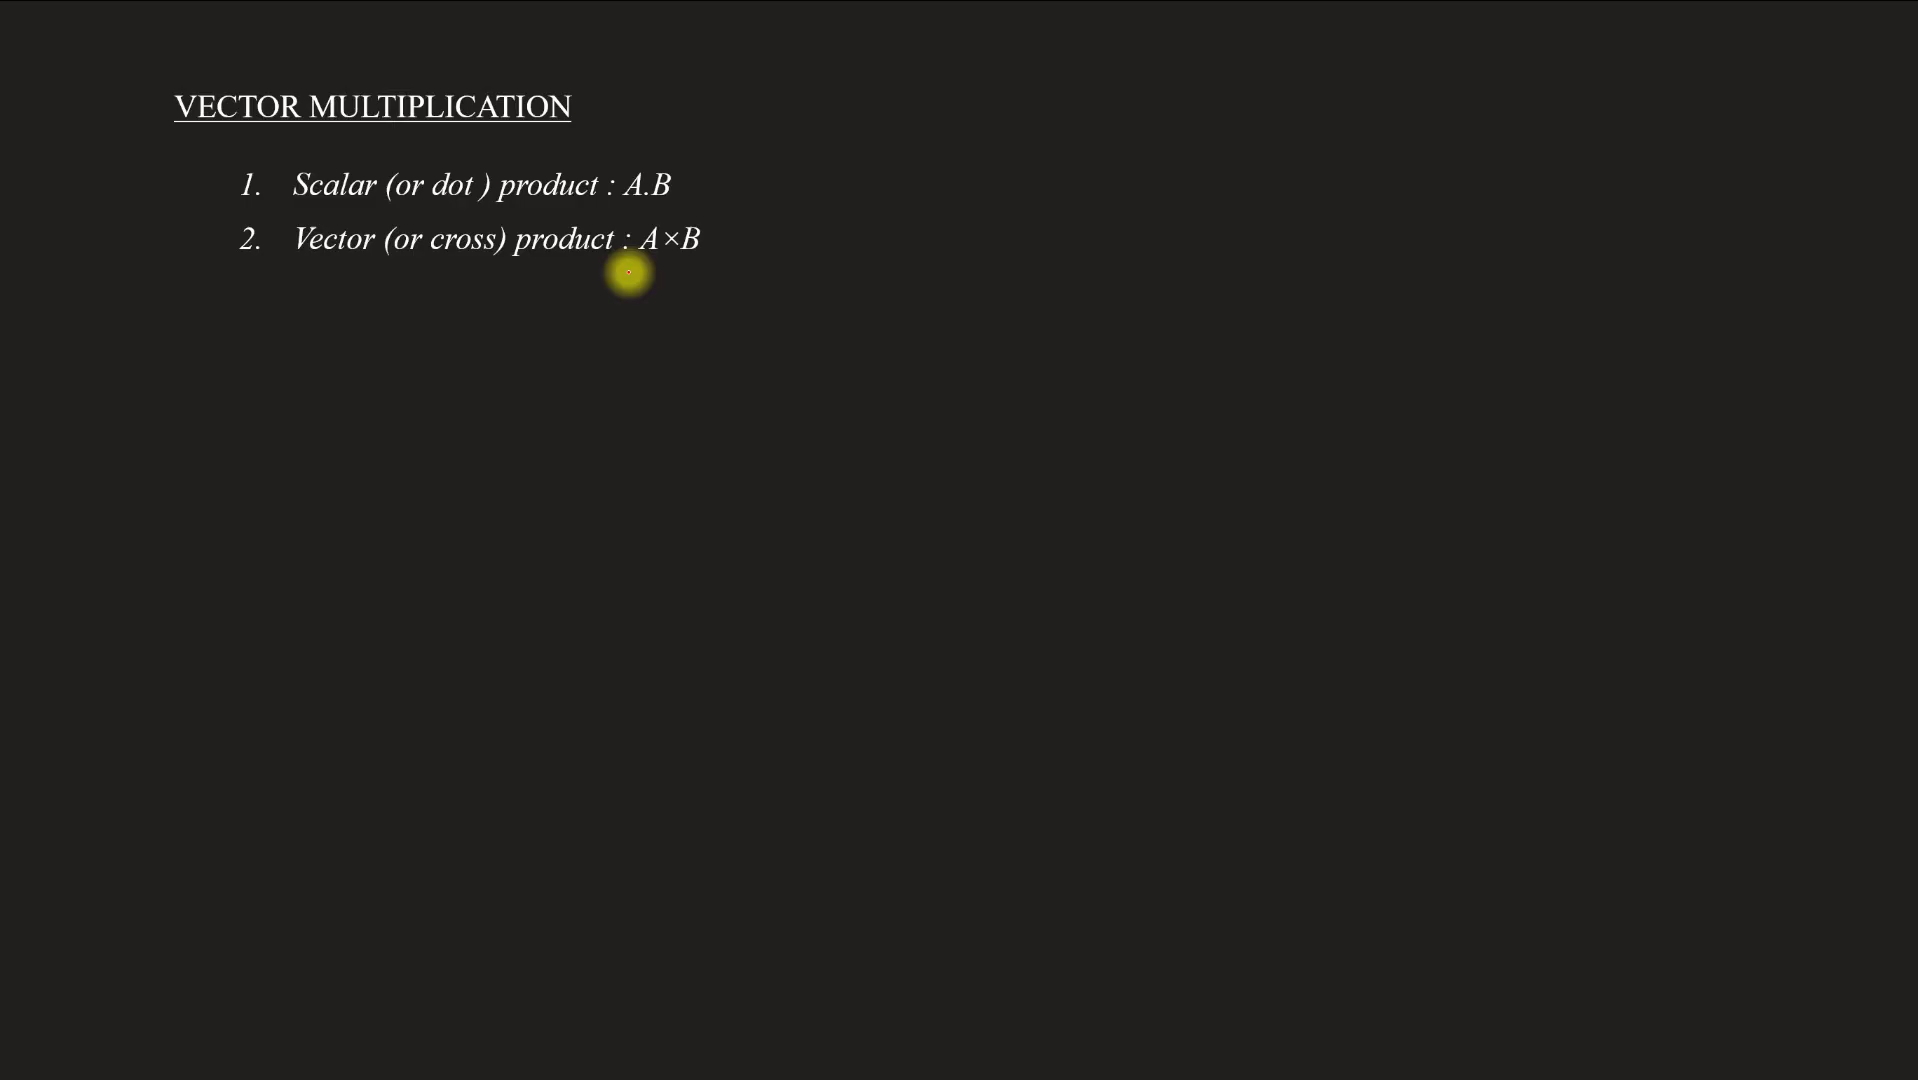 VECTOR MULTIPLICATION
1. Scalar (or dot ) product : A.B
2. Vector (or cross) product : A×B